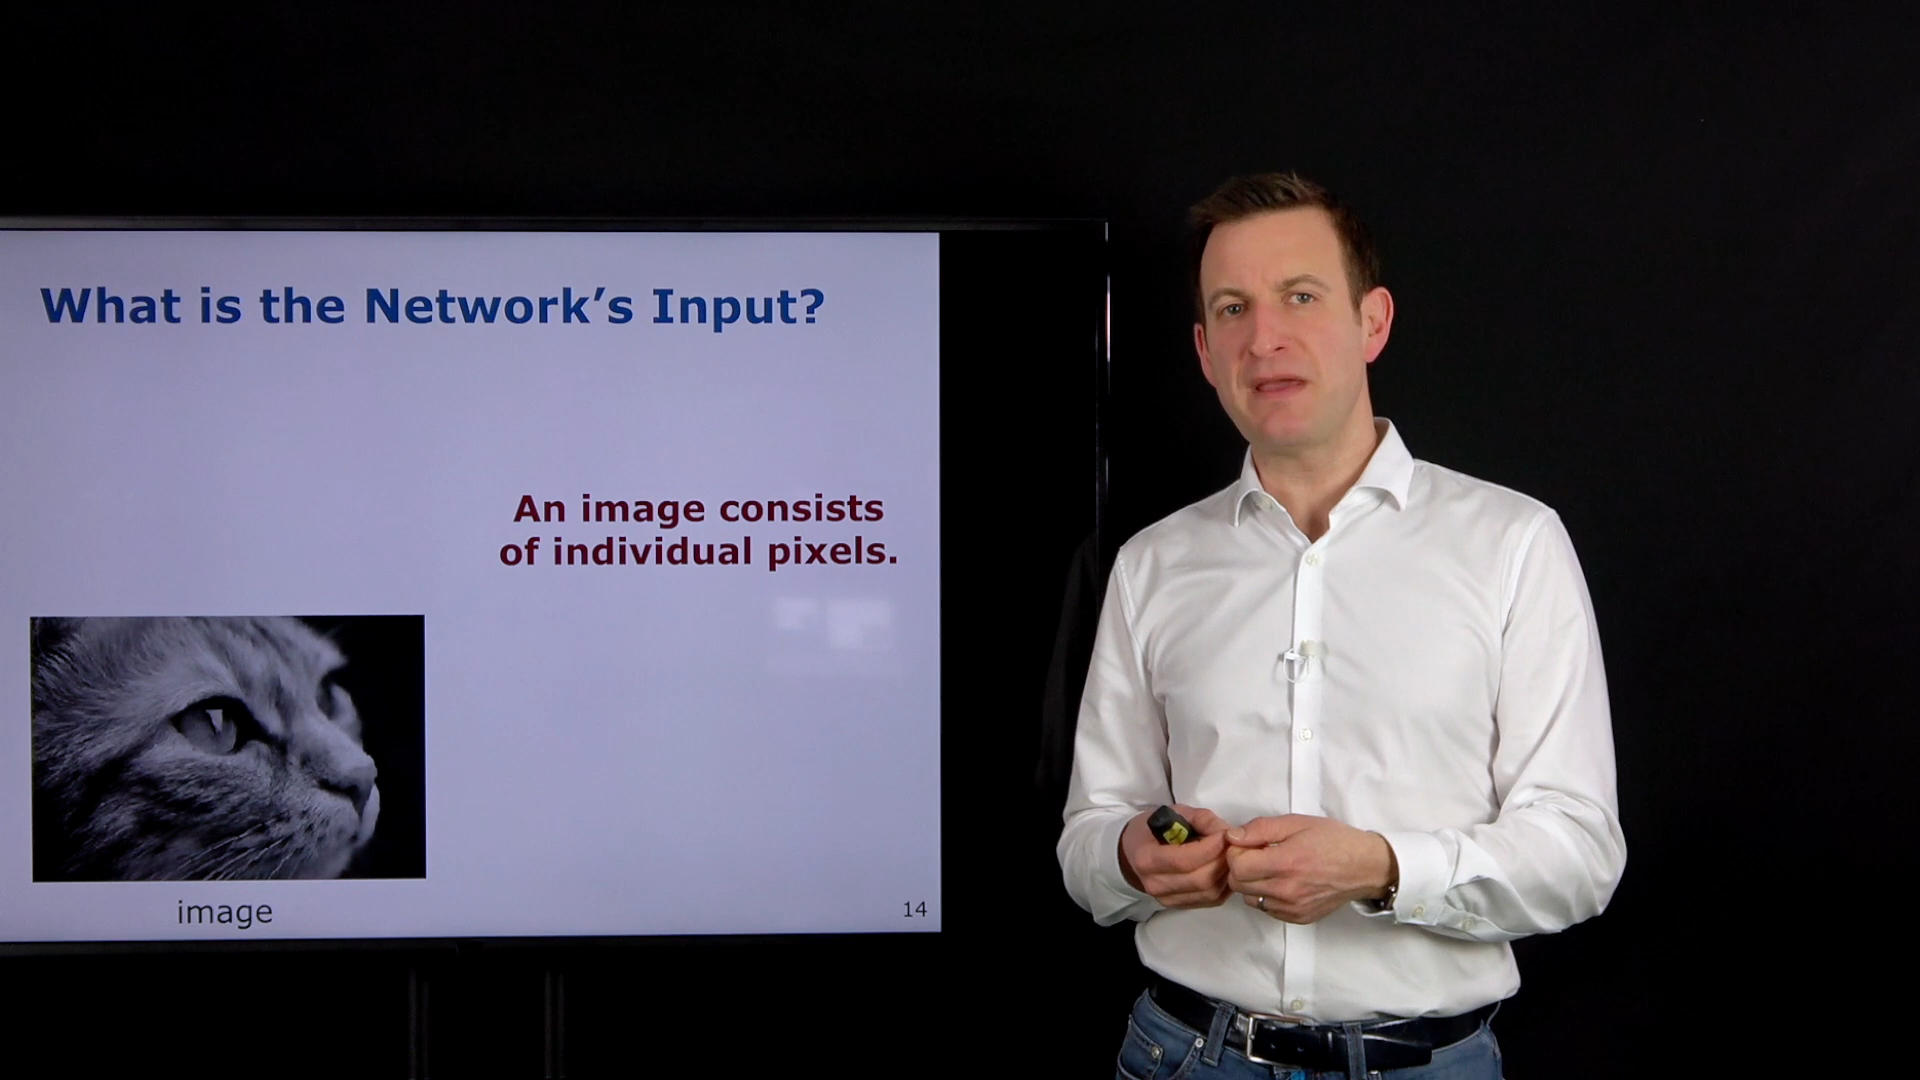 What is the Network’s Input?
An image consists
of individual pixels.
image
14